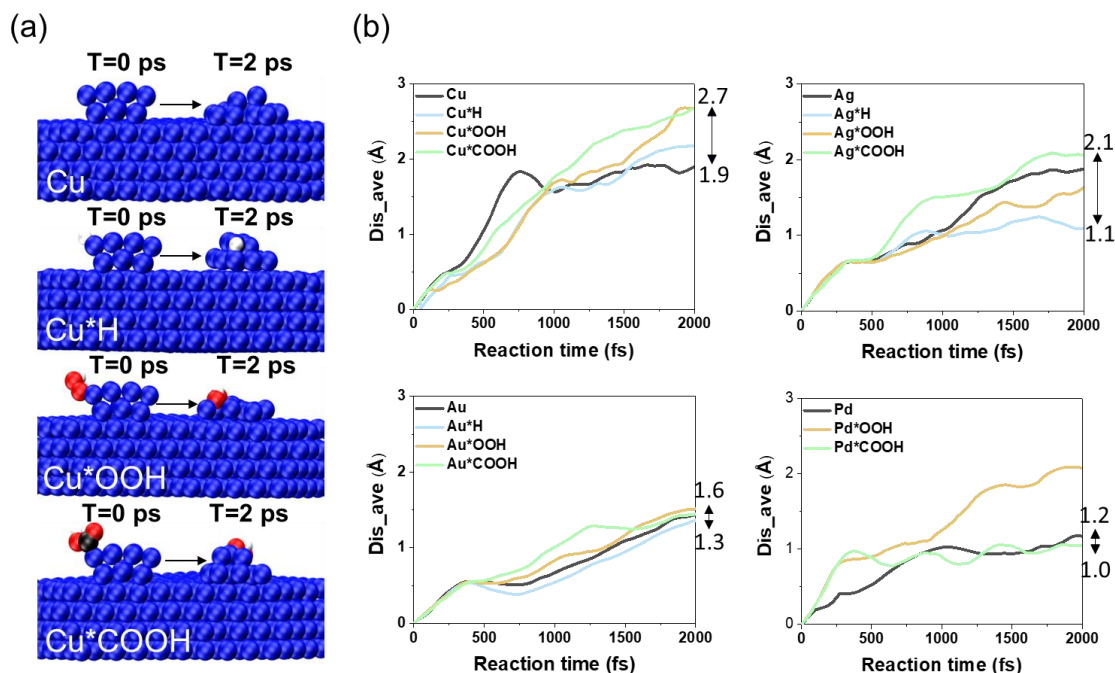 (a)
T=0 ps T=2 ps
Cu
T=0 ps T=2 ps
Cu*H
T=0 ps T=2 ps
Cu*OOH
T=0 ps T=2 ps
Cu*COOH
(b)
Dis_ave (Å)
3
2
1
0
Cu
Cu*H
Cu*OOH
Cu*COOH
2.7
1.9
0 500 1000 1500 2000
Reaction time (fs)
Dis_ave (Å)
3
2
1
0
Ag
Ag*H
Ag*OOH
Ag*COOH
2.1
1.1
0 500 1000 1500 2000
Reaction time (fs)
Dis_ave (Å)
3
2
1
0
Au
Au*H
Au*OOH
Au*COOH
1.6
1.3
0 500 1000 1500 2000
Reaction time (fs)
Dis_ave (Å)
3
2
1
0
Pd
Pd*OOH
Pd*COOH
1.2
1.0
0 500 1000 1500 2000
Reaction time (fs)